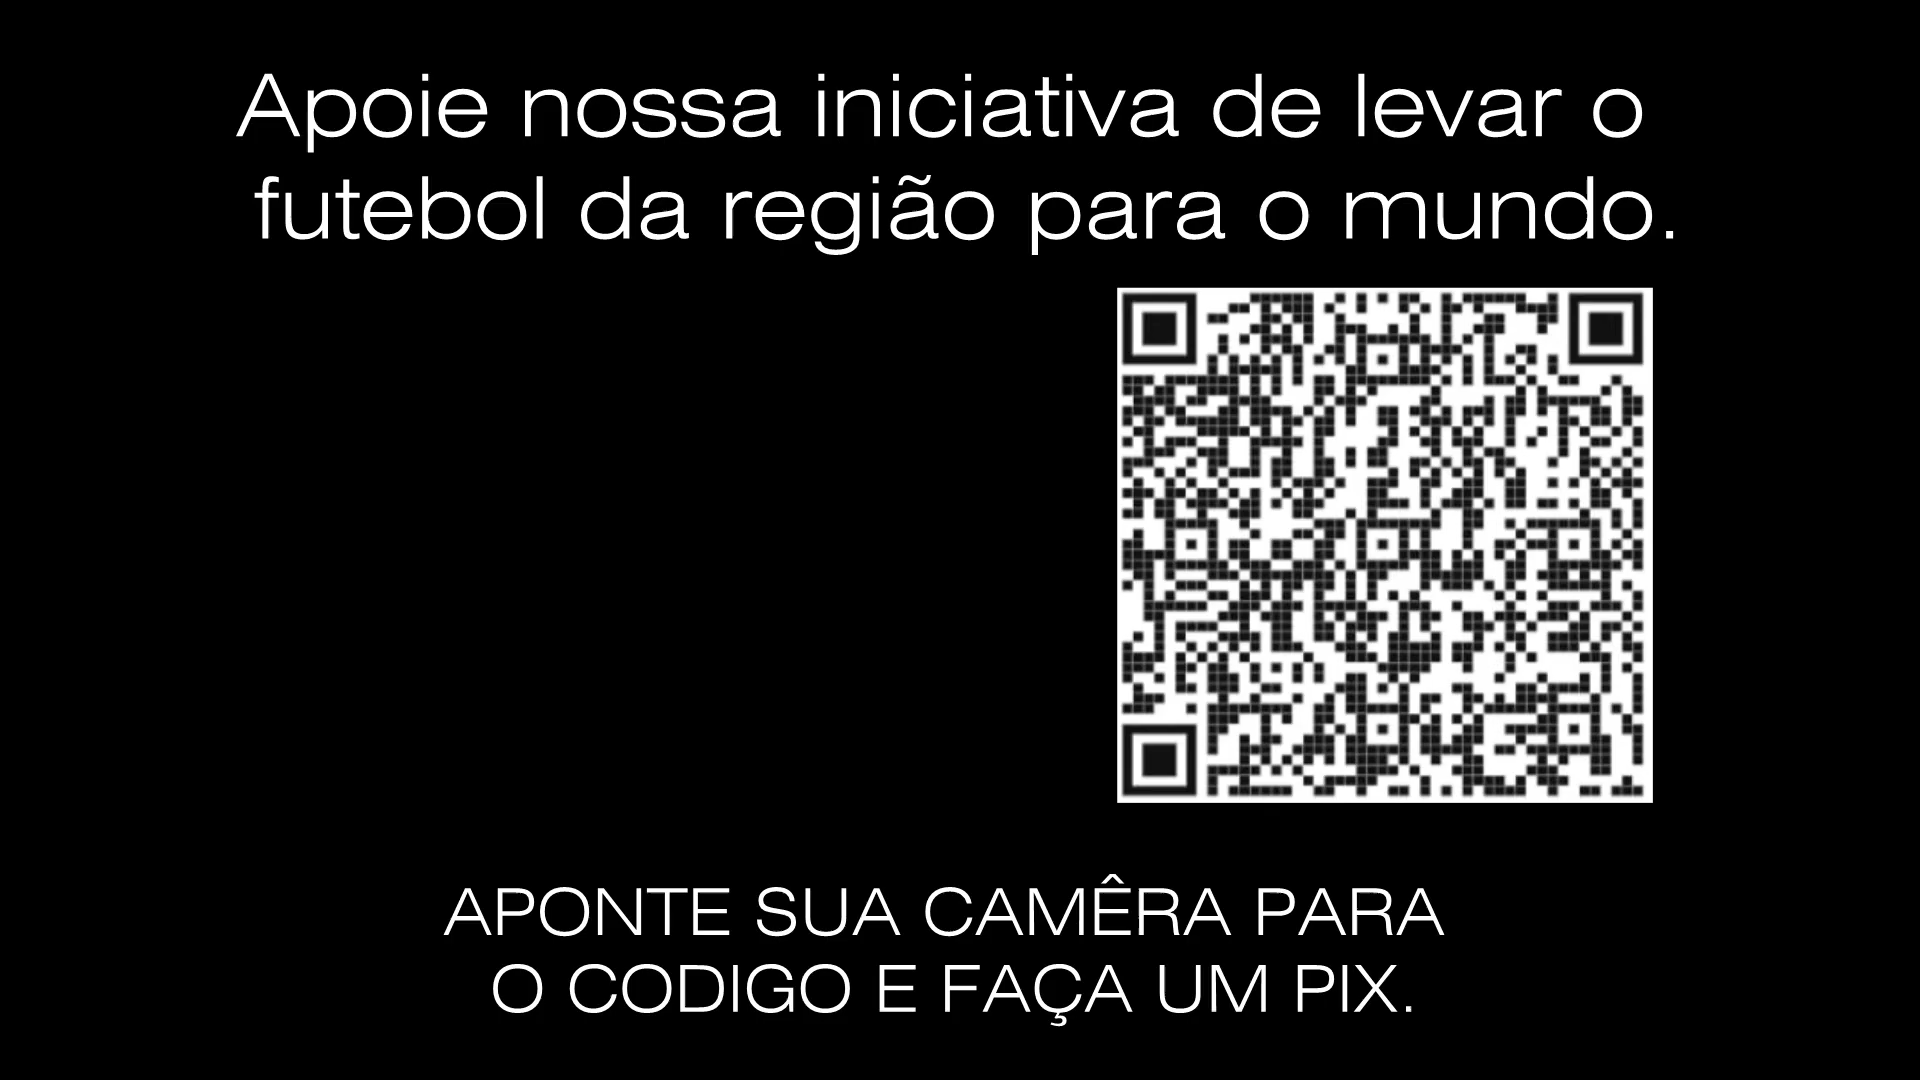 Apoie nossa iniciativa de levar o
futebol da região para o mundo.
APONTE SUA CAMÊRA PARA
O CODIGO E FAÇA UM PIX.